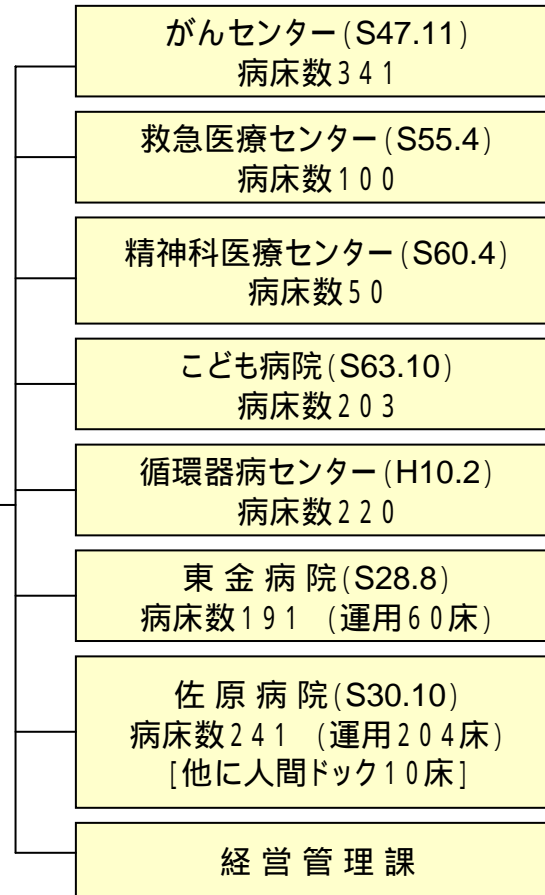 がんセンター(S47.11)
病床数３４１
救急医療センター(S55.4)
病床数１００
精神科医療センター(S60.4)
病床数５０
こども病院(S63.10)
病床数２０３
循環器病センター(H10.2)
病床数２２０
東 金 病 院(S28.8)
病床数１９１ (運用６０床)
佐 原 病 院(S30.10)
病床数２４１ (運用２０４床)
[他に人間ドック１０床]
経 営 管 理 課